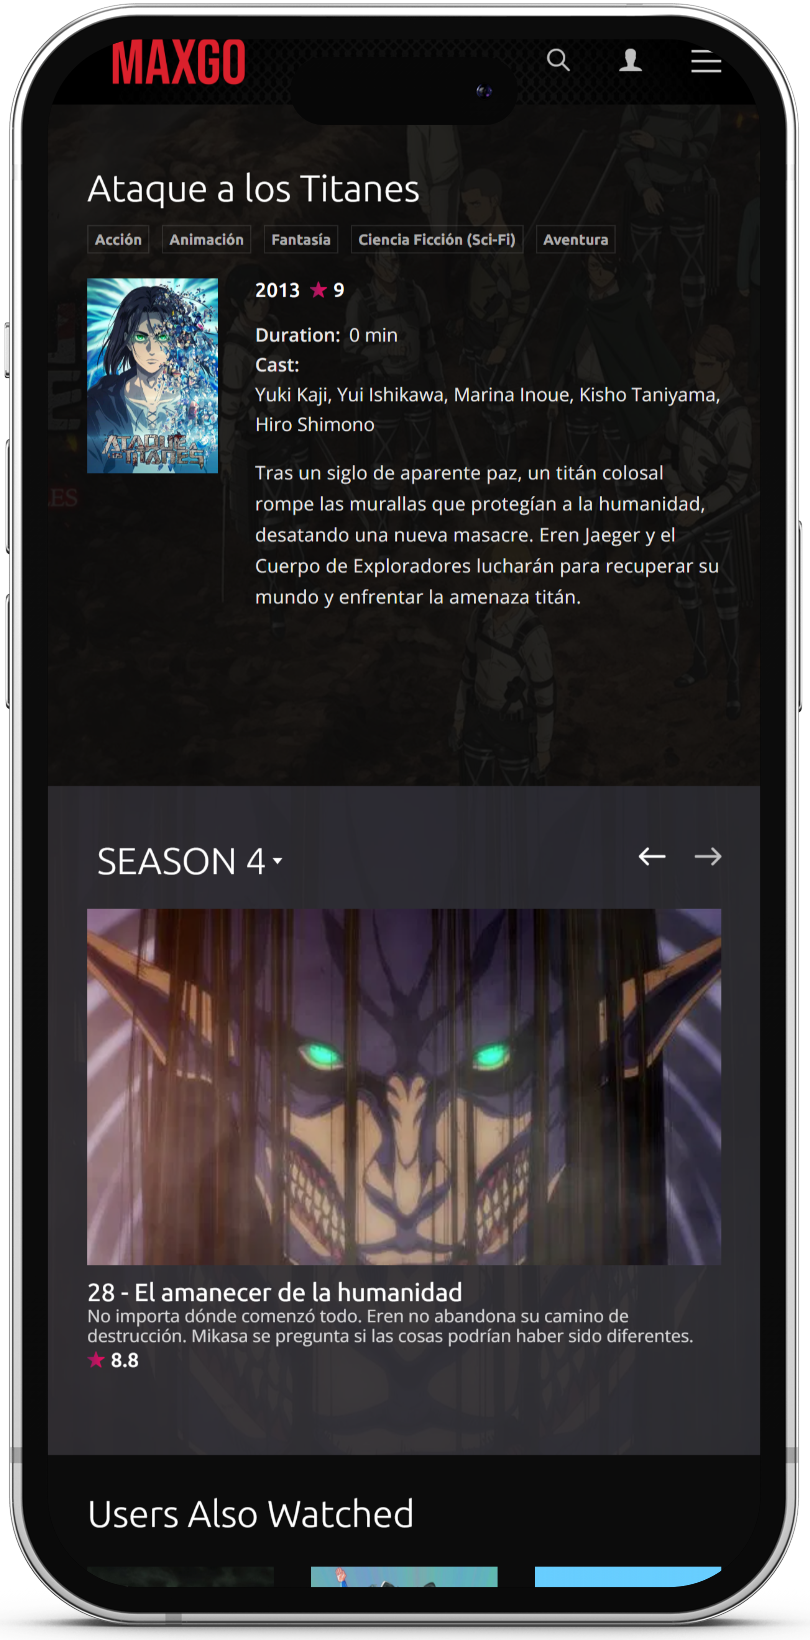 MAXGO
Ataque a los Titanes
Acción Animación Fantasía Ciencia Ficción (Sci-Fi) Aventura
2013 ★ 9
Duration: 0 min
Cast:
Yuki Kaji, Yui Ishikawa, Marina Inoue, Kisho Taniyama,
Hiro Shimono
ATAQUE
A LOS TITANES
ES
Tras un siglo de aparente paz, un titán colosal
rompe las murallas que protegían a la humanidad,
desatando una nueva masacre. Eren Jaeger y el
Cuerpo de Exploradores lucharán para recuperar su
mundo y enfrentar la amenaza titán.
SEASON 4
28 - El amanecer de la humanidad
No importa dónde comenzó todo. Eren no abandona su camino de
destrucción. Mikasa se pregunta si las cosas podrían haber sido diferentes.
★ 8.8
Users Also Watched